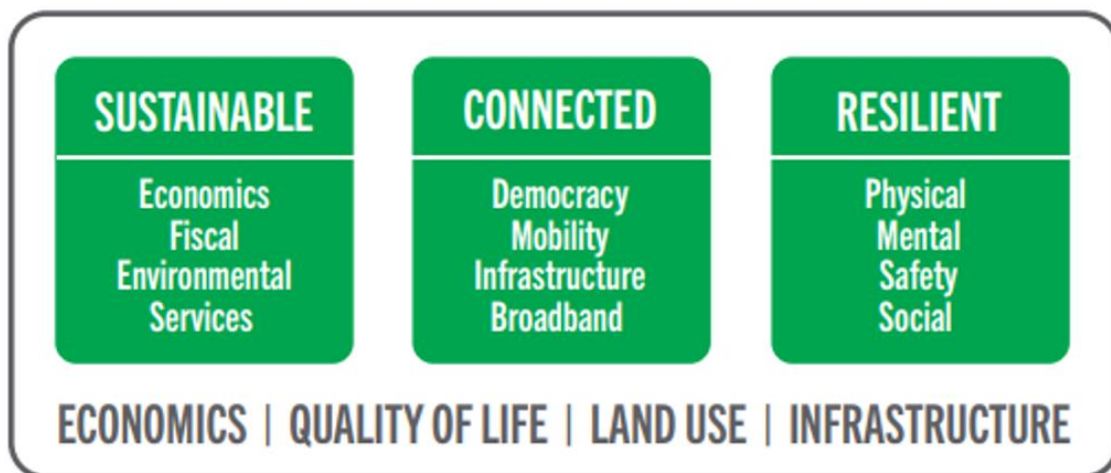 SUSTAINABLE
Economics
Fiscal
Environmental
Services
CONNECTED
Democracy
Mobility
Infrastructure
Broadband
RESILIENT
Physical
Mental
Safety
Social
ECONOMICS | QUALITY OF LIFE | LAND USE | INFRASTRUCTURE